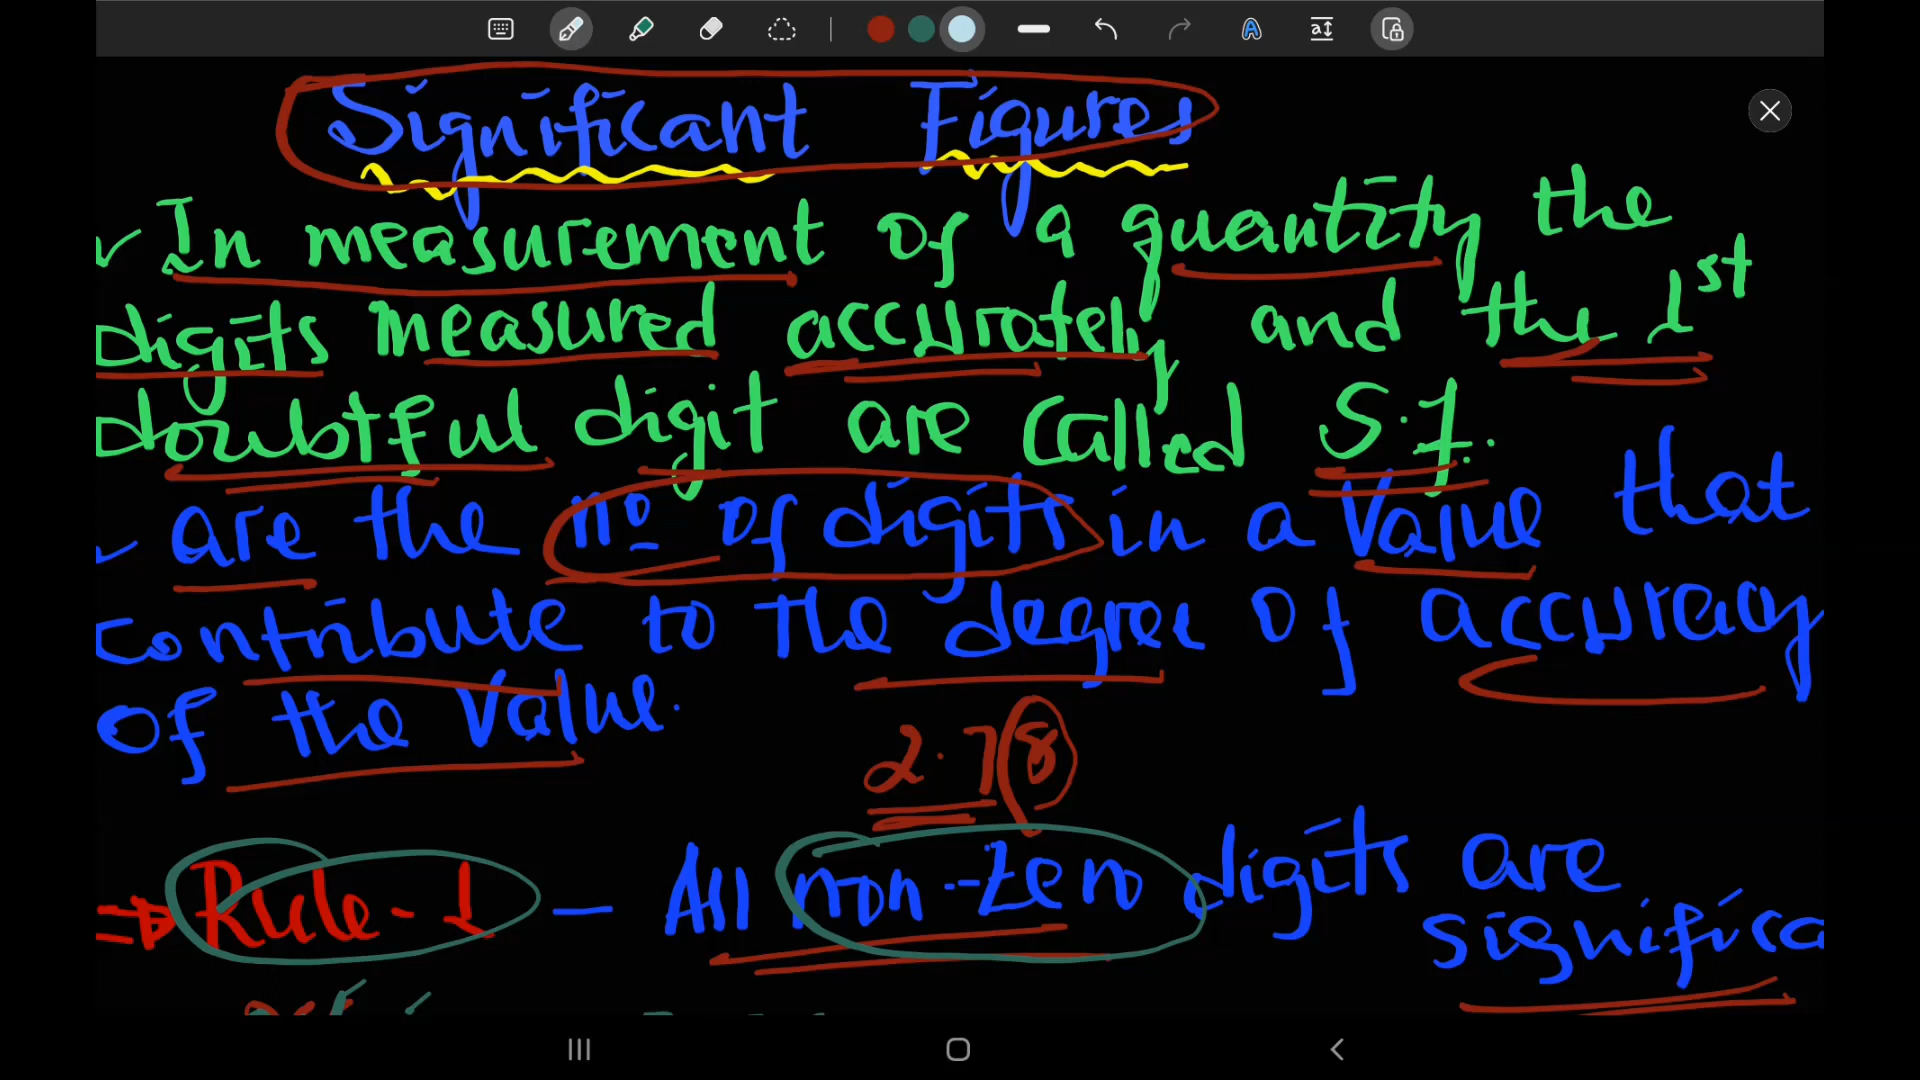 Significant Figures
In measurement of a quantity the
digits measured accurately and the 1st
doubtful digit are called S.f.
are the no of digits in a value that
contribute to the degree of accuracy
of the value.
2.78
⇒ Rule-1 — All non-zero digits are
significa